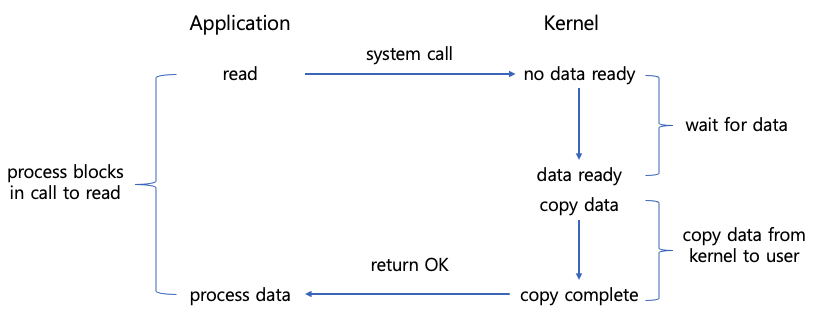 Application
Kernel
system call
read
no data ready
wait for data
process blocks
in call to read
data ready
copy data
copy data from
kernel to user
return OK
process data
copy complete